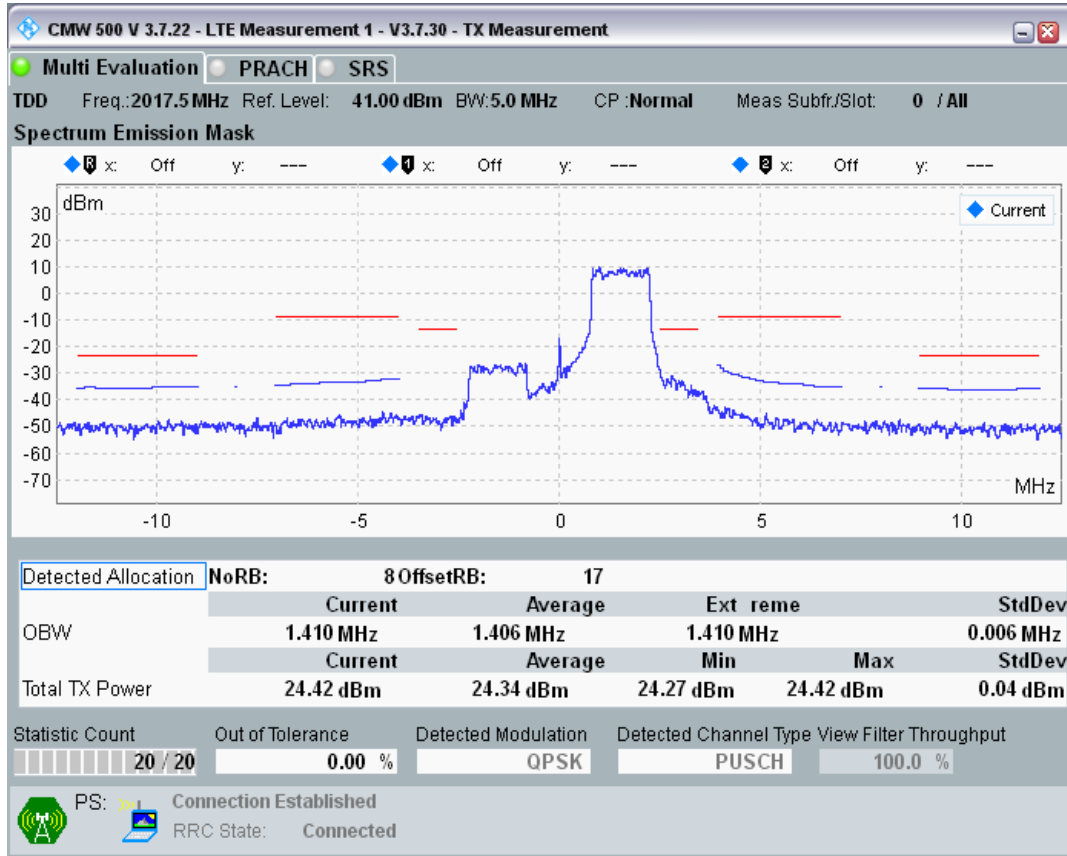 CMW 500 V 3.7.22 - LTE Measurement 1 - V3.7.30 - TX Measurement
Multi Evaluation PRACH SRS
TDD Freq.:2017.5 MHz Ref. Level: 41.00 dBm BW:5.0 MHz CP :Normal Meas Subfr./Slot: 0 / All
Spectrum Emission Mask
R x: Off y: --- 1 x: Off y: --- 2 x: Off y: ---
dBm
Current
30
20
10
0
-10
-20
-30
-40
-50
-60
-70
MHz
-10 -5 0 5 10
Detected Allocation NoRB: 8 OffsetRB: 17
Current Average Ext reme StdDev
OBW 1.410 MHz 1.406 MHz 1.410 MHz 0.006 MHz
Current Average Min Max StdDev
Total TX Power 24.42 dBm 24.34 dBm 24.27 dBm 24.42 dBm 0.04 dBm
Statistic Count Out of Tolerance Detected Modulation Detected Channel Type View Filter Throughput
20 / 20 0.00 % QPSK PUSCH 100.0 %
PS: Connection Established
RRC State: Connected